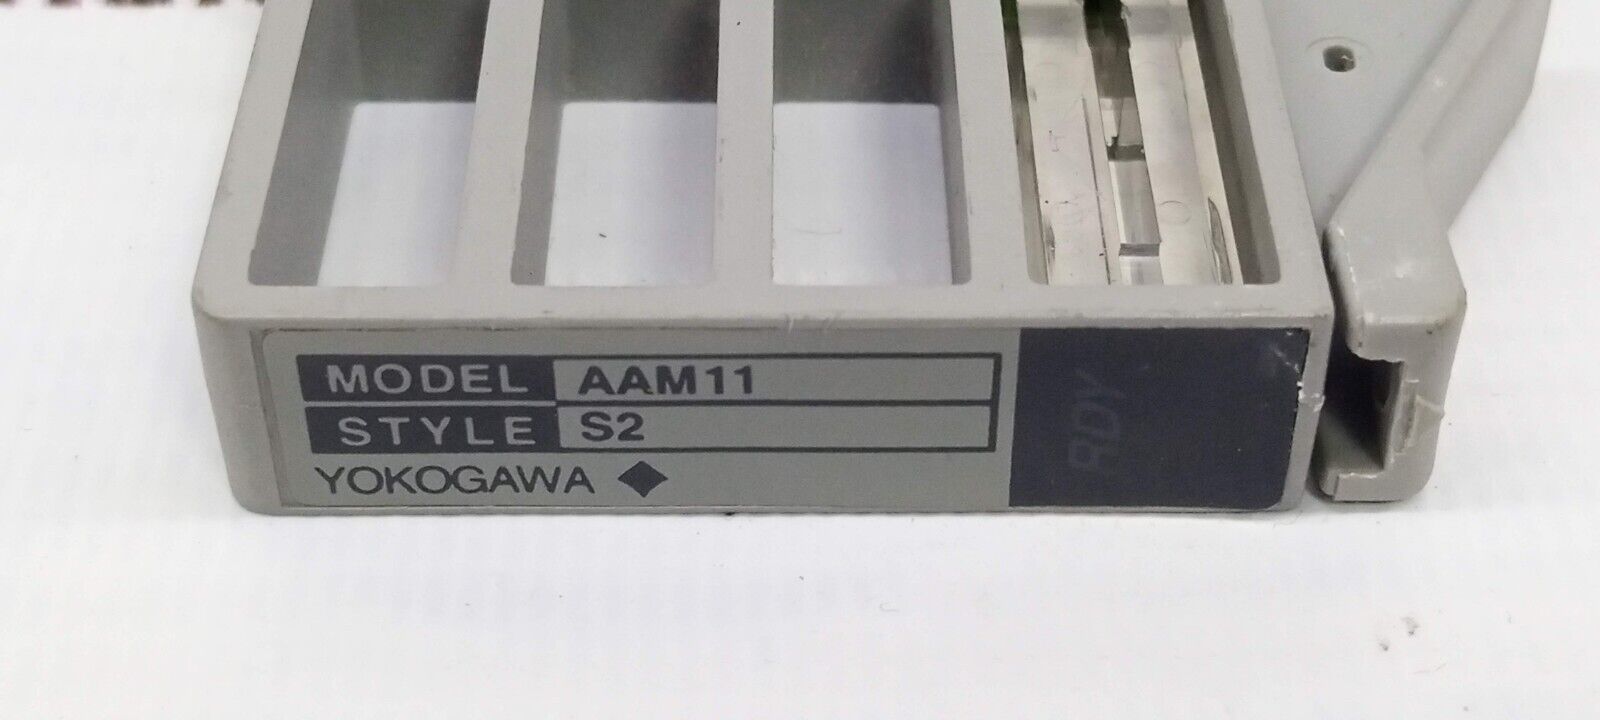 MODEL AAM11
STYLE S2
YOKOGAWA
RDY